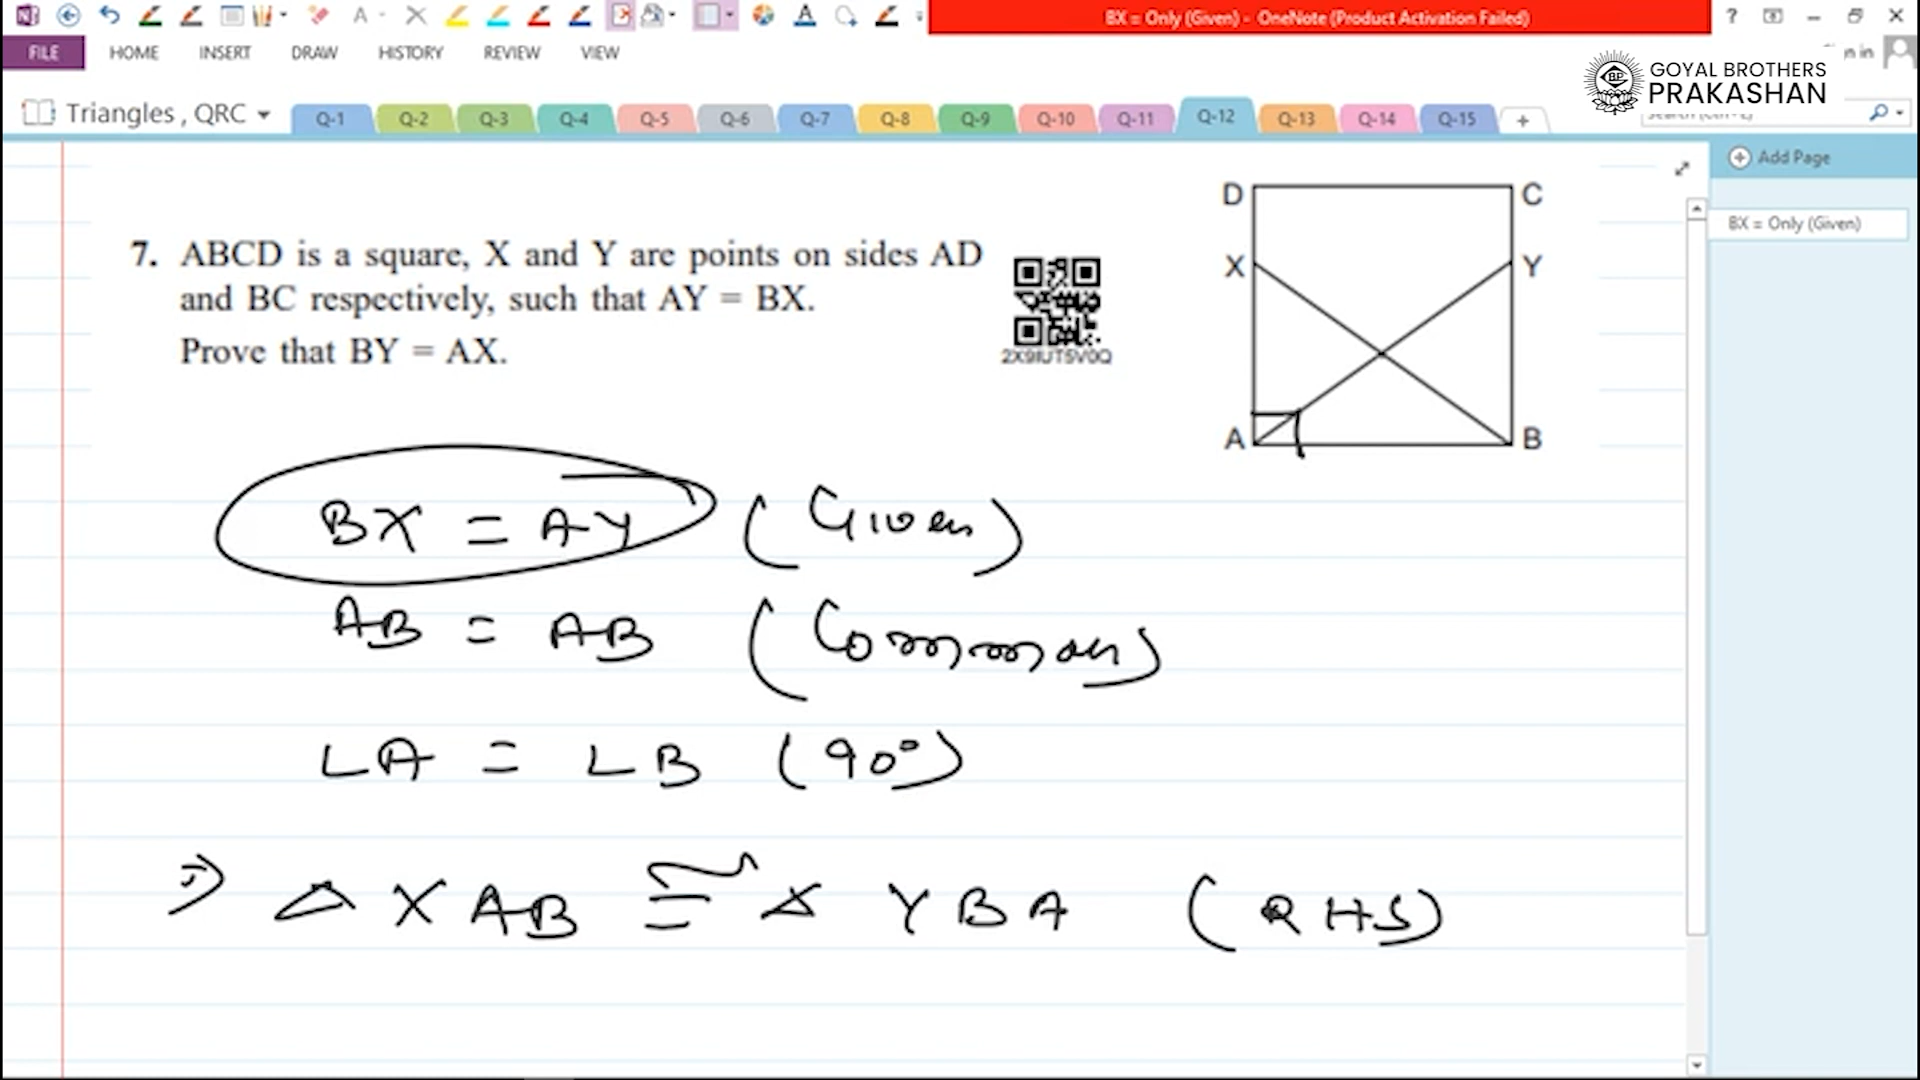 BX = Only (Given) - OneNote (Product Activation Failed)
FILE HOME INSERT DRAW HISTORY REVIEW VIEW
GOYAL BROTHERS
PRAKASHAN
Triangles , QRC Q-1 Q-2 Q-3 Q-4 Q-5 Q-6 Q-7 Q-8 Q-9 Q-10 Q-11 Q-12 Q-13 Q-14 Q-15 +
Add Page
BX = Only (Given)
7. ABCD is a square, X and Y are points on sides AD
and BC respectively, such that AY = BX.
Prove that BY = AX.
2X9IUT5V0Q
D C
X Y
A B
BX = AY (Given)
AB = AB (Common)
∠A = ∠B (90°)
⇒ △ XAB ≅ △ YBA (RHS)